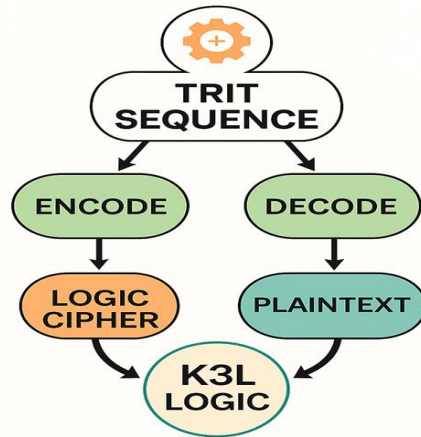 TRIT
SEQUENCE
ENCODE
DECODE
LOGIC
CIPHER
PLAINTEXT
K3L
LOGIC